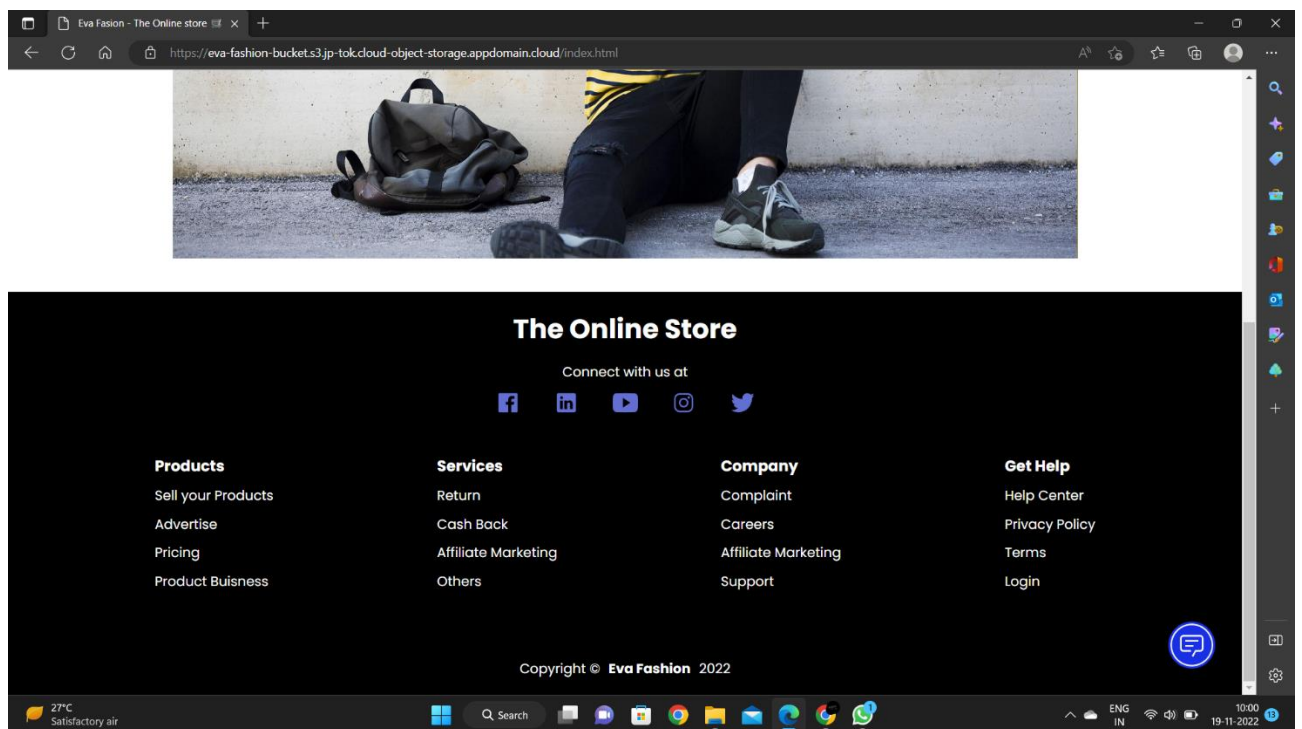 Eva Fasion - The Online store
https://eva-fashion-bucket.s3.jp-tok.cloud-object-storage.appdomain.cloud/index.html
The Online Store
Connect with us at
Products Services Company Get Help
Sell your Products Return Complaint Help Center
Advertise Cash Back Careers Privacy Policy
Pricing Affiliate Marketing Affiliate Marketing Terms
Product Buisness Others Support Login
Copyright © Eva Fashion 2022
27°C
Satisfactory air
Search
ENG
IN
10:00
19-11-2022
13